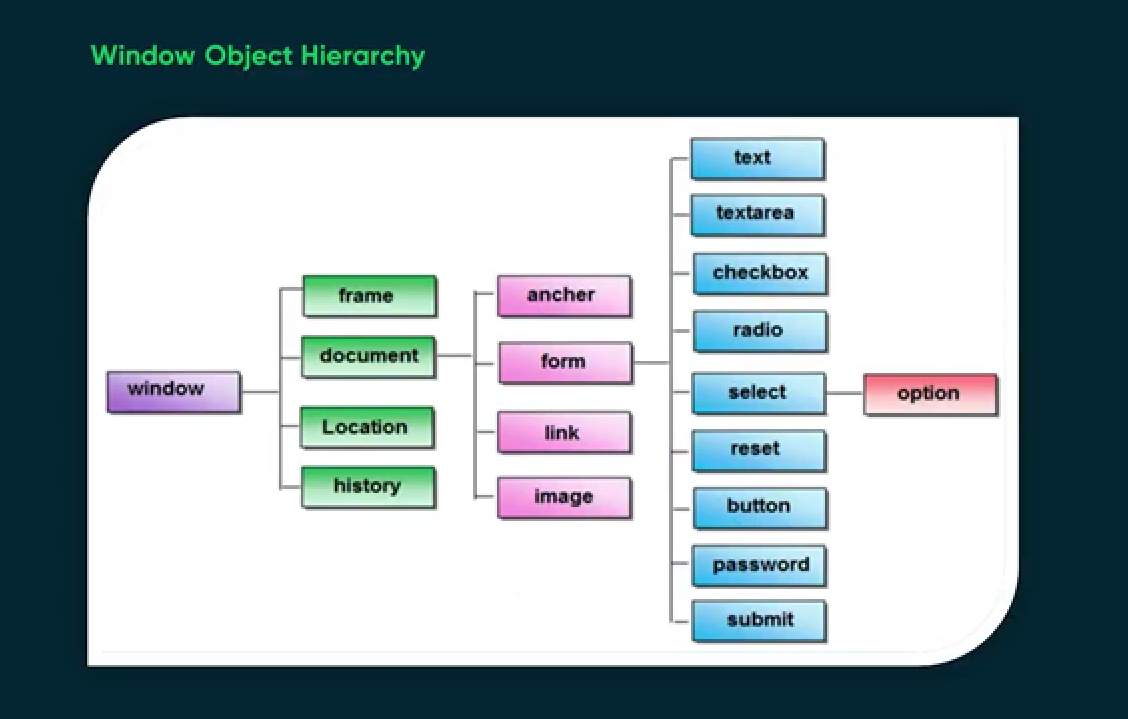 Window Object Hierarchy
window
frame
document
Location
history
ancher
form
link
image
text
textarea
checkbox
radio
select
reset
button
password
submit
option